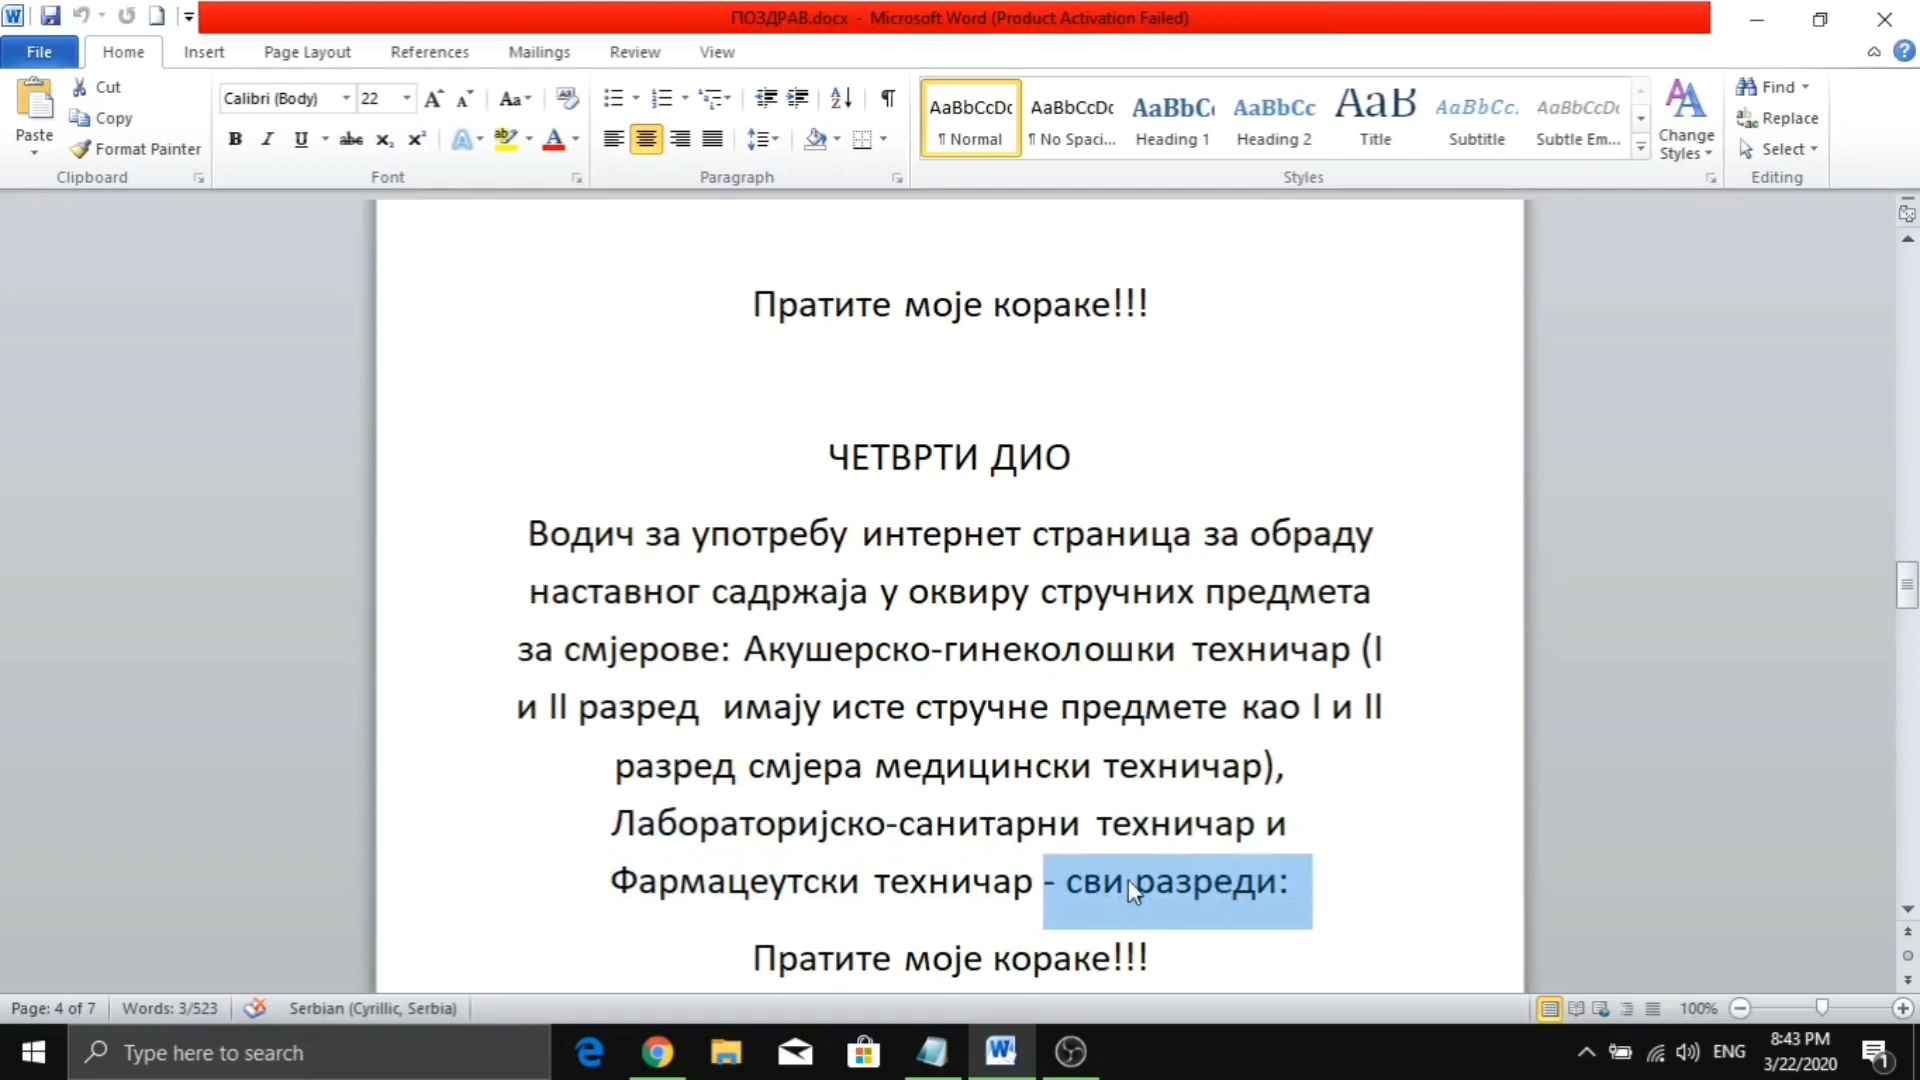 ПОЗДРАВ.docx - Microsoft Word (Product Activation Failed)
File Home Insert Page Layout References Mailings Review View
Paste
Cut
Copy
Format Painter
Clipboard
Calibri (Body) 22
Font
Paragraph
AaBbCcDc AaBbCcDc AaBbC AaBbCc AaB AaBbCc. AaBbCcDc
¶ Normal ¶ No Spaci... Heading 1 Heading 2 Title Subtitle Subtle Em...
Change
Styles
Styles
Find
Replace
Select
Editing
Пратите моје кораке!!!
ЧЕТВРТИ ДИО
Водич за употребу интернет страница за обраду
наставног садржаја у оквиру стручних предмета
за смјерове: Акушерско-гинеколошки техничар (I
и II разред имају исте стручне предмете као I и II
разред смјера медицински техничар),
Лабораторијско-санитарни техничар и
Фармацеутски техничар - сви разреди:
Пратите моје кораке!!!
Page: 4 of 7 Words: 3/523 Serbian (Cyrillic, Serbia) 100%
Type here to search
ENG
8:43 PM
3/22/2020
1